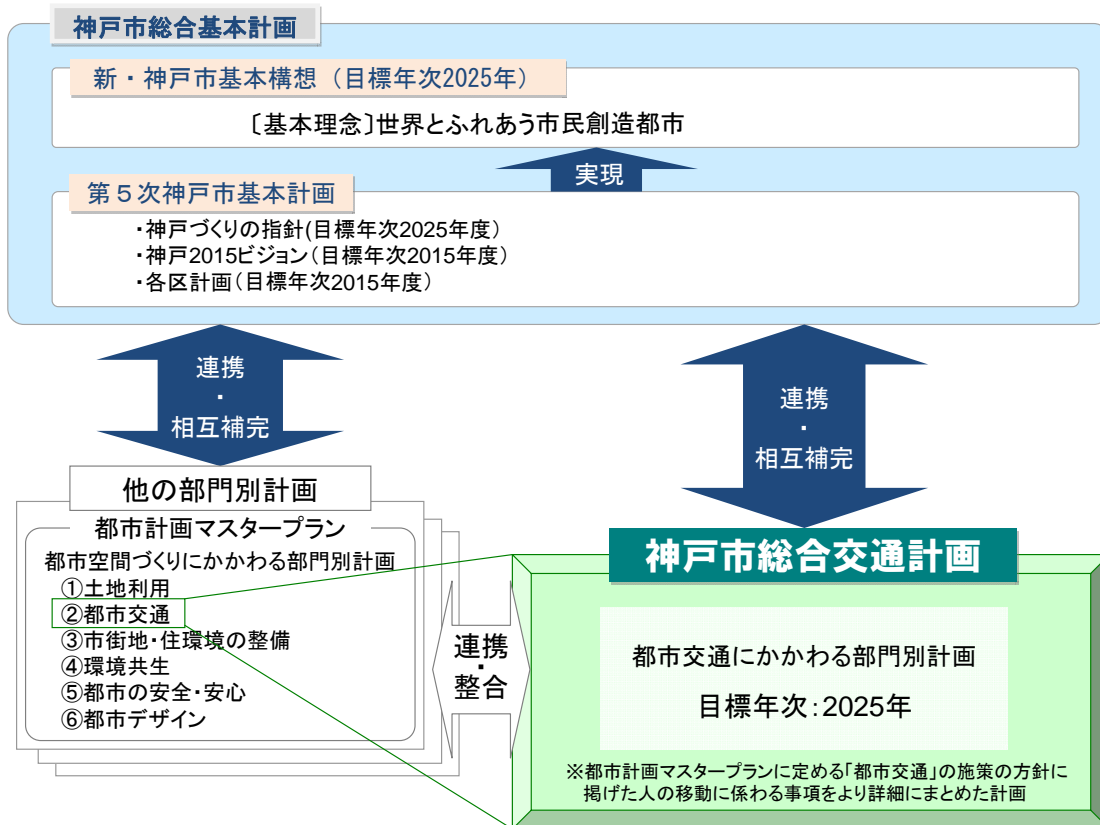 神戸市総合基本計画
新・神戸市基本構想（目標年次2025年）
〔基本理念〕世界とふれあう市民創造都市
実現
第５次神戸市基本計画
・神戸づくりの指針(目標年次2025年度）
・神戸2015ビジョン（目標年次2015年度）
・各区計画（目標年次2015年度）
連携
・
相互補完
連携
・
相互補完
他の部門別計画
都市計画マスタープラン
都市空間づくりにかかわる部門別計画
①土地利用
②都市交通
③市街地・住環境の整備
④環境共生
⑤都市の安全・安心
⑥都市デザイン
連携
・
整合
神戸市総合交通計画
都市交通にかかわる部門別計画
目標年次：2025年
※都市計画マスタープランに定める「都市交通」の施策の方針に
掲げた人の移動に係わる事項をより詳細にまとめた計画